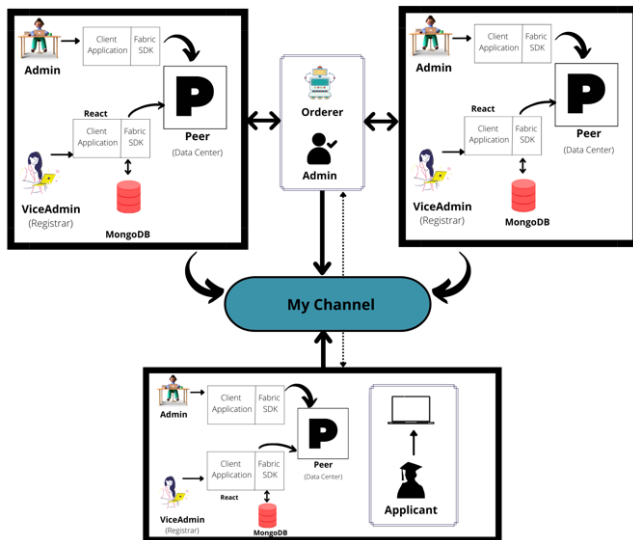 Admin
Client
Application
Fabric
SDK
P
Peer
(Data Center)
React
Client
Application
Fabric
SDK
ViceAdmin
(Registrar)
MongoDB
Orderer
Admin
Admin
Client
Application
Fabric
SDK
P
Peer
(Data Center)
React
Client
Application
Fabric
SDK
ViceAdmin
(Registrar)
MongoDB
My Channel
Admin
Client
Application
Fabric
SDK
P
Peer
(Data Center)
Client
Application
Fabric
SDK
React
ViceAdmin
(Registrar)
MongoDB
Applicant